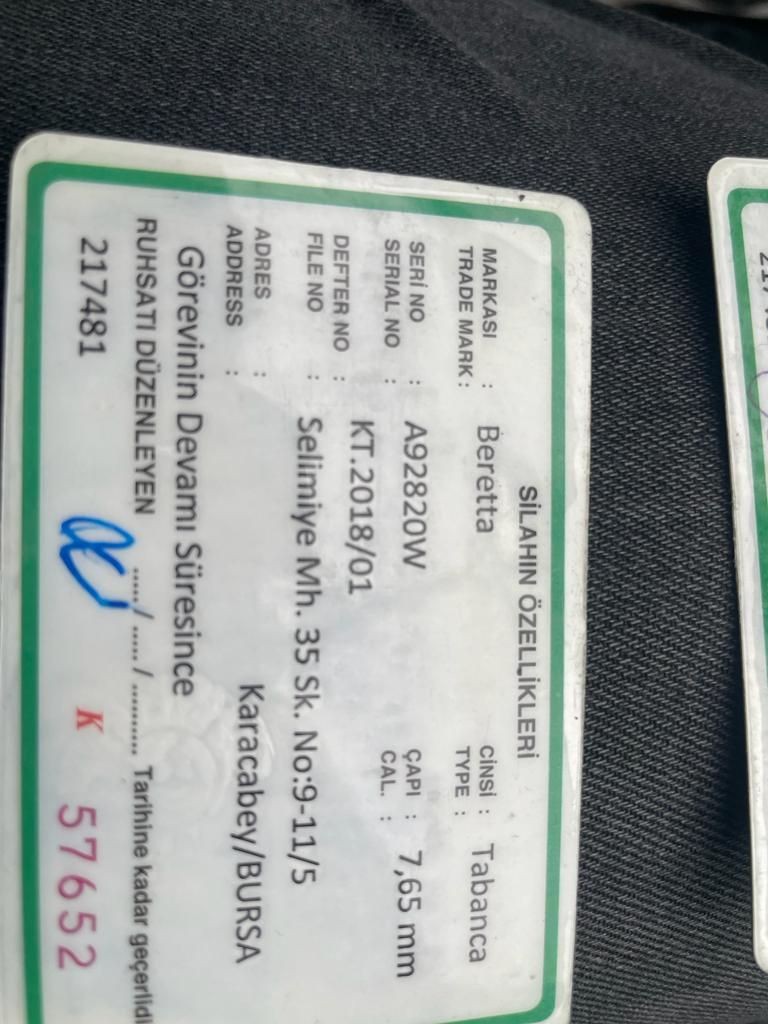 SİLAHIN ÖZELLİKLERİ
MARKASI : Beretta CİNSİ : Tabanca
TRADE MARK : TYPE :
SERİ NO : A92820W ÇAPI : 7,65 mm
SERIAL NO : CAL. :
DEFTER NO : KT.2018/01
FILE NO : Selimiye Mh. 35 Sk. No:9-11/5
ADRES :
ADDRESS : Karacabey/BURSA
Görevinin Devamı Süresince
RUHSATI DÜZENLEYEN ...../...../.......... Tarihine kadar geçerlidi
217481 K 57652